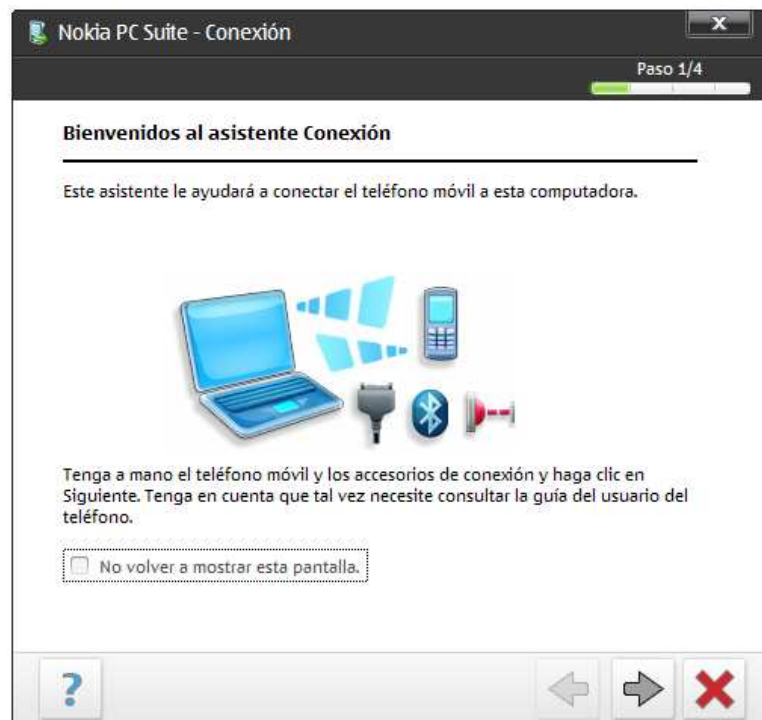 Nokia PC Suite - Conexión
Paso 1/4
Bienvenidos al asistente Conexión
Este asistente le ayudará a conectar el teléfono móvil a esta computadora.
Tenga a mano el teléfono móvil y los accesorios de conexión y haga clic en
Siguiente. Tenga en cuenta que tal vez necesite consultar la guía del usuario del
teléfono.
No volver a mostrar esta pantalla.
?